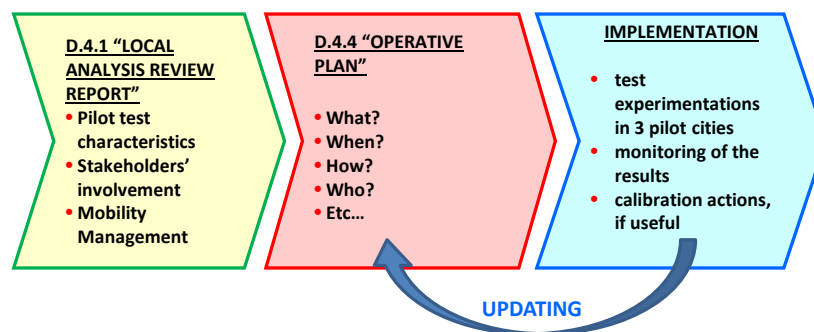 D.4.1 “LOCAL
ANALYSIS REVIEW
REPORT”
• Pilot test
characteristics
• Stakeholders’
involvement
• Mobility
Management
D.4.4 “OPERATIVE
PLAN”
• What?
• When?
• How?
• Who?
• Etc…
IMPLEMENTATION
• test
experimentations
in 3 pilot cities
• monitoring of the
results
• calibration actions,
if useful
UPDATING